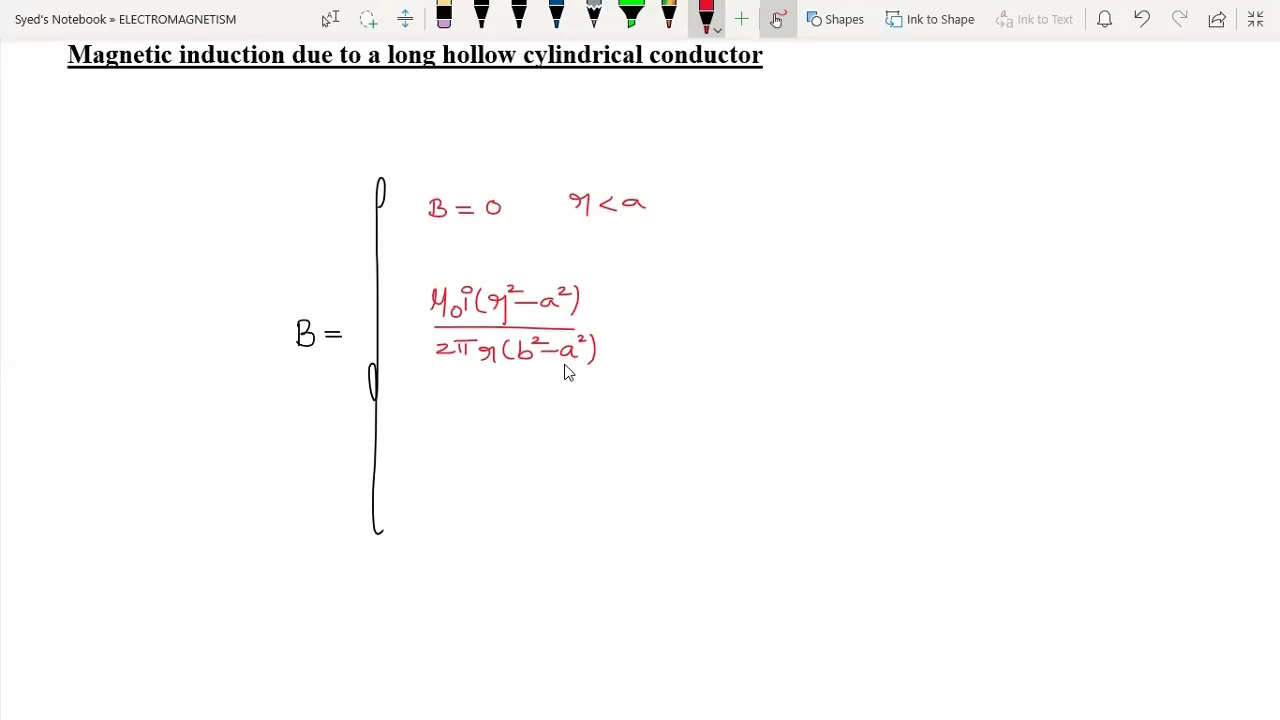 Syed's Notebook » ELECTROMAGNETISM
Shapes
Ink to Shape
Ink to Text
Magnetic induction due to a long hollow cylindrical conductor
B = 0 r < a
B =
μ₀i(r²–a²)
2πr(b²–a²)